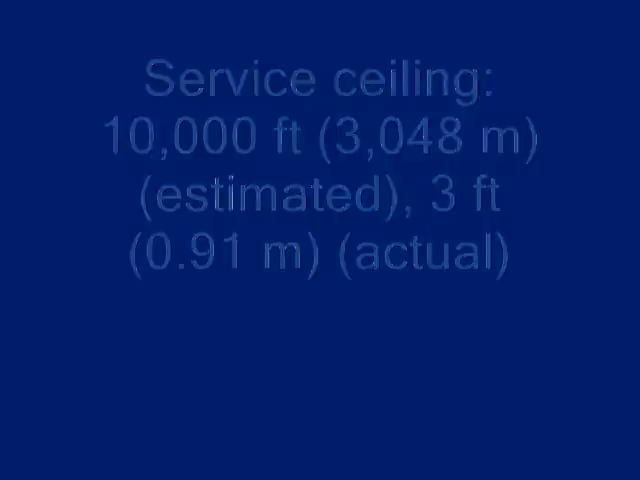 Service ceiling:
10,000 ft (3,048 m)
(estimated), 3 ft
(0.91 m) (actual)